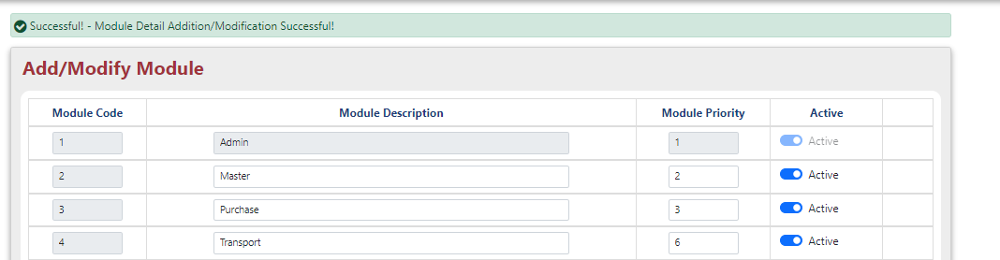 Successful! - Module Detail Addition/Modification Successful!
Add/Modify Module
Module Code Module Description Module Priority Active
1 Admin 1 Active
2 Master 2 Active
3 Purchase 3 Active
4 Transport 6 Active